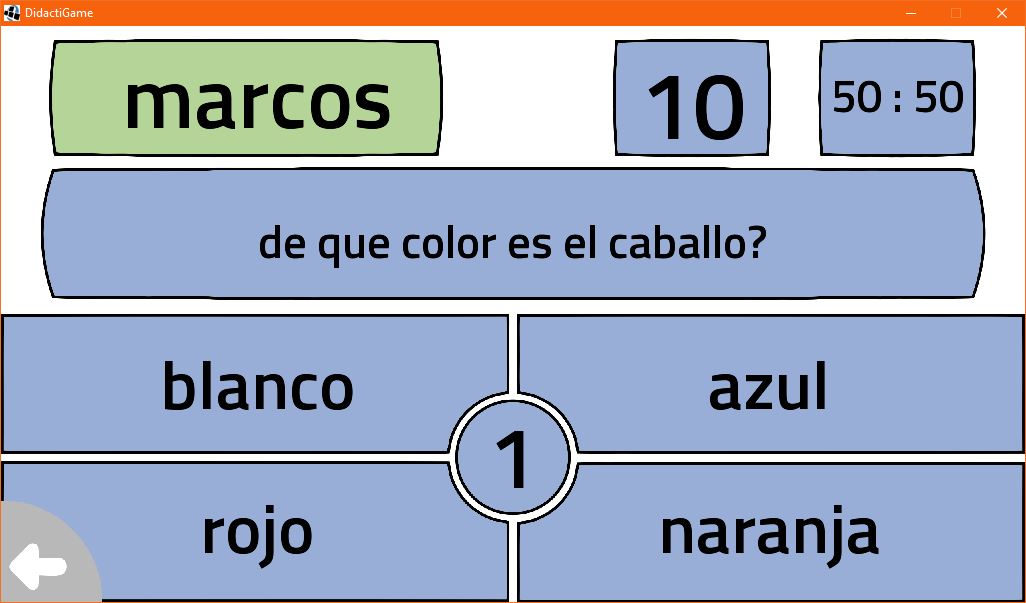 DidactiGame
marcos
10
50 : 50
de que color es el caballo?
blanco
azul
1
rojo
naranja